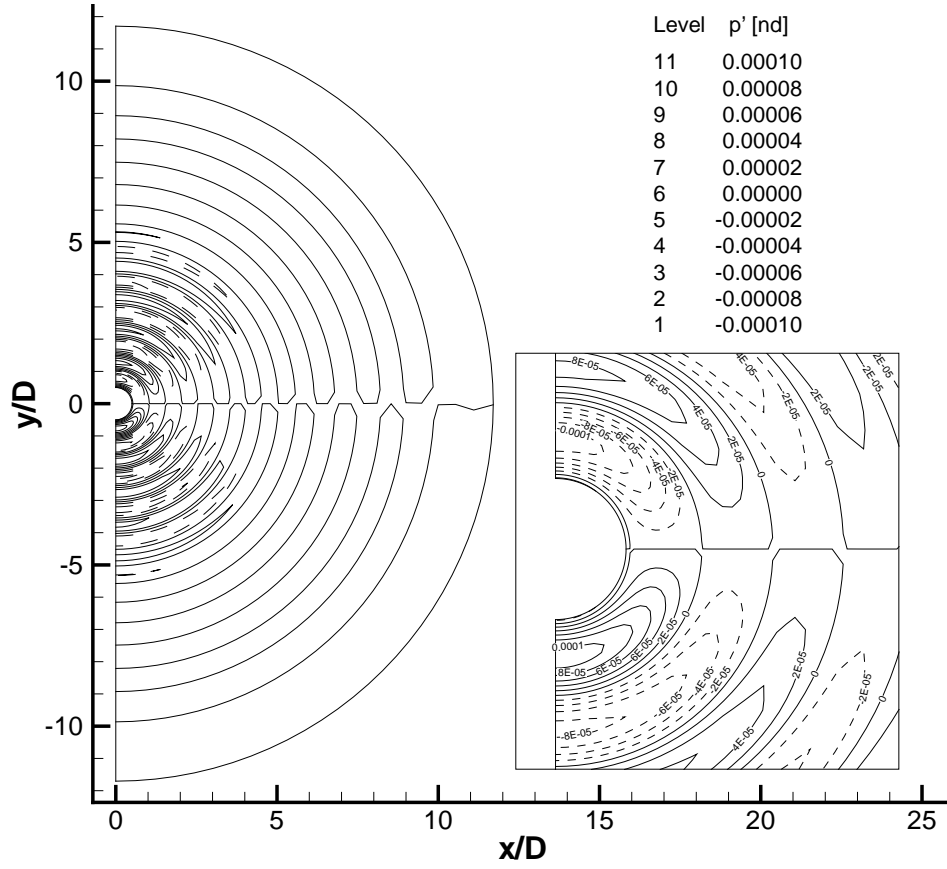 Level p' [nd]
11 0.00010
10 0.00008
9 0.00006
8 0.00004
7 0.00002
6 0.00000
5 -0.00002
4 -0.00004
3 -0.00006
2 -0.00008
1 -0.00010
10
5
0
-5
-10
y/D
0 5 10 15 20 25
x/D
8E-05
6E-05
4E-05
2E-05
0
-2E-05
-4E-05
0
2E-05
2E-05
-0.0001
-8E-05
-6E-05
-4E-05
-2E-05
0.0001
8E-05
6E-05
6E-05
0
-2E-05
-4E-05
-6E-05
-8E-05
2E-05
4E-05
0
-2E-05
0